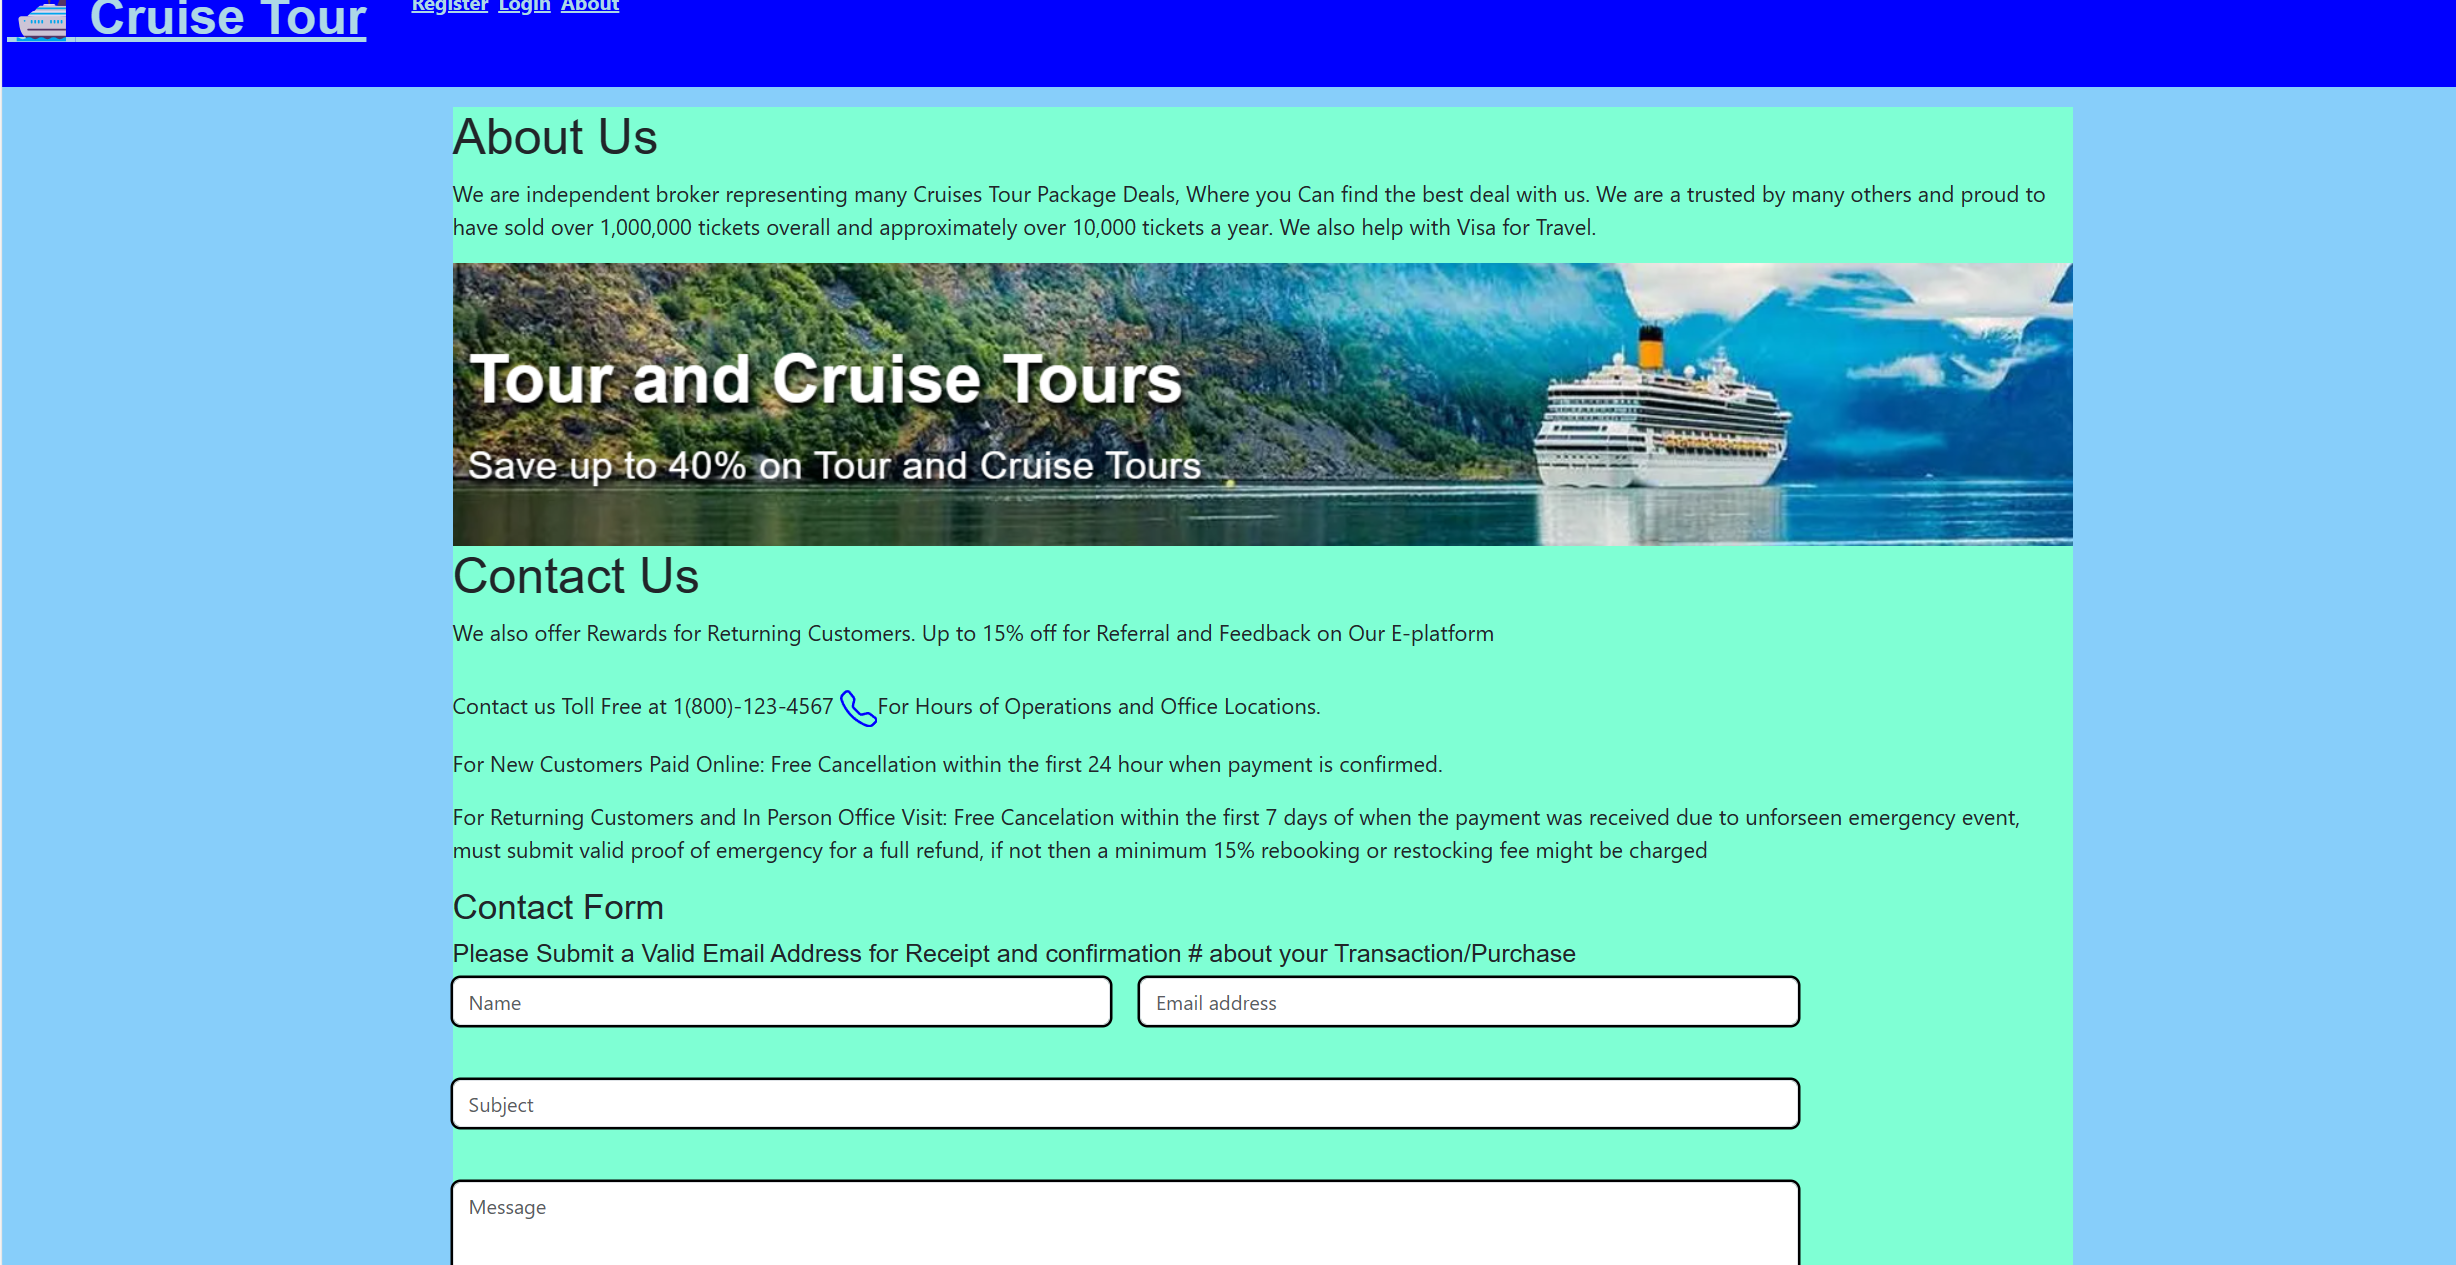 Cruise Tour
Register Login About
About Us
We are independent broker representing many Cruises Tour Package Deals, Where you Can find the best deal with us. We are a trusted by many others and proud to
have sold over 1,000,000 tickets overall and approximately over 10,000 tickets a year. We also help with Visa for Travel.
Tour and Cruise Tours
Save up to 40% on Tour and Cruise Tours
Contact Us
We also offer Rewards for Returning Customers. Up to 15% off for Referral and Feedback on Our E-platform
Contact us Toll Free at 1(800)-123-4567 For Hours of Operations and Office Locations.
For New Customers Paid Online: Free Cancellation within the first 24 hour when payment is confirmed.
For Returning Customers and In Person Office Visit: Free Cancelation within the first 7 days of when the payment was received due to unforseen emergency event,
must submit valid proof of emergency for a full refund, if not then a minimum 15% rebooking or restocking fee might be charged
Contact Form
Please Submit a Valid Email Address for Receipt and confirmation # about your Transaction/Purchase
Name
Email address
Subject
Message